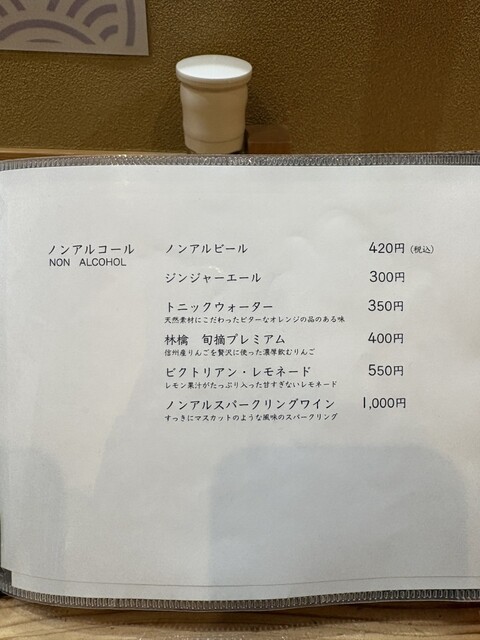 ノンアルコール ノンアルビール 420円(税込)
NON ALCOHOL
ジンジャーエール 300円
トニックウォーター 350円
天然素材にこだわったビターなオレンジの品のある味
林檎 旬摘プレミアム 400円
信州産りんごを贅沢に使った濃厚飲むりんご
ビクトリアン・レモネード 550円
レモン果汁がたっぷり入った甘すぎないレモネード
ノンアルスパークリングワイン 1,000円
すっきにマスカットのような風味のスパークリング